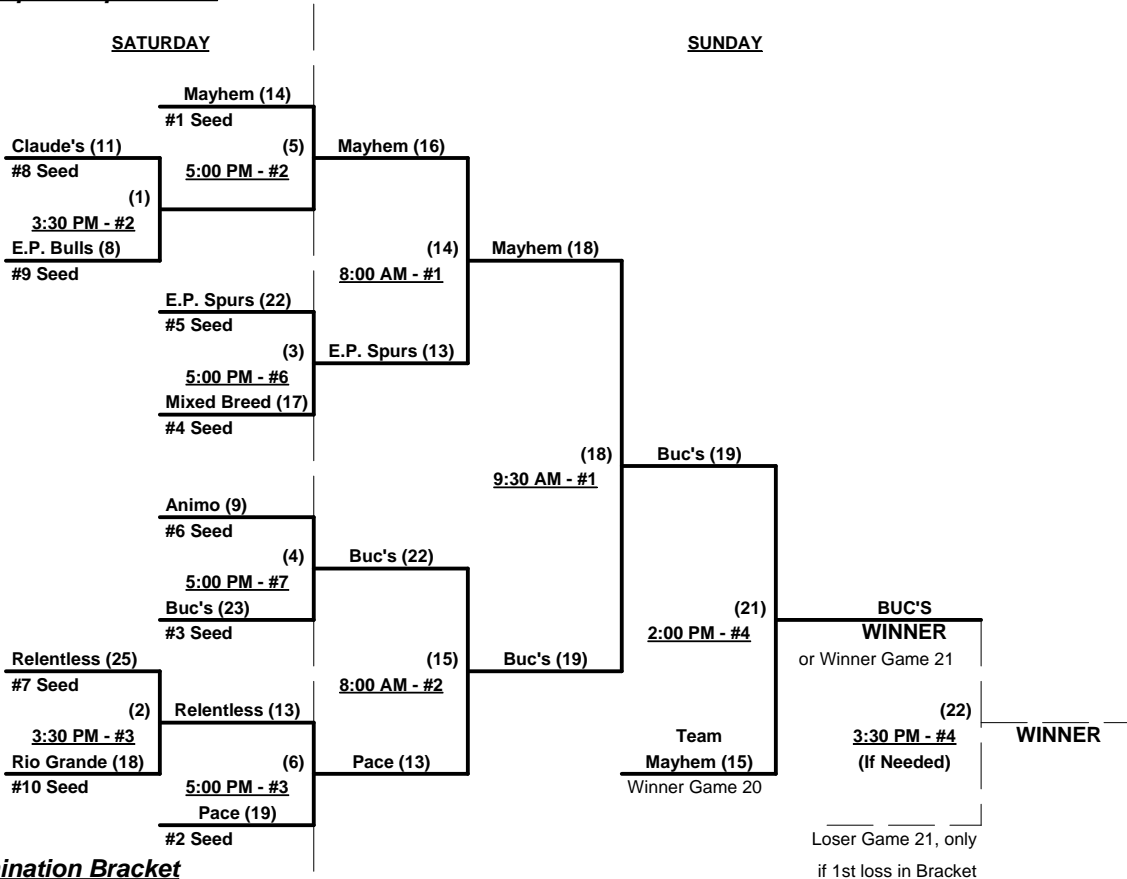 SATURDAY
SUNDAY
Mayhem (14)
#1 Seed
Claude's (11)
(5)
Mayhem (16)
#8 Seed
5:00 PM - #2
(1)
3:30 PM - #2
E.P. Bulls (8)
(14)
Mayhem (18)
#9 Seed
8:00 AM - #1
E.P. Spurs (22)
#5 Seed
(3)
E.P. Spurs (13)
5:00 PM - #6
Mixed Breed (17)
#4 Seed
(18)
Buc's (19)
9:30 AM - #1
Animo (9)
#6 Seed
(4)
Buc's (22)
5:00 PM - #7
Buc's (23)
(21)
BUC'S
#3 Seed
2:00 PM - #4
WINNER
Relentless (25)
(15)
Buc's (19)
or Winner Game 21
#7 Seed
8:00 AM - #2
(2)
Relentless (13)
(22)
3:30 PM - #3
Team
3:30 PM - #4
WINNER
Rio Grande (18)
(6)
Pace (13)
Mayhem (15)
(If Needed)
#10 Seed
5:00 PM - #3
Winner Game 20
Pace (19)
#2 Seed
Loser Game 21, only
ination Bracket
if 1st loss in Bracket